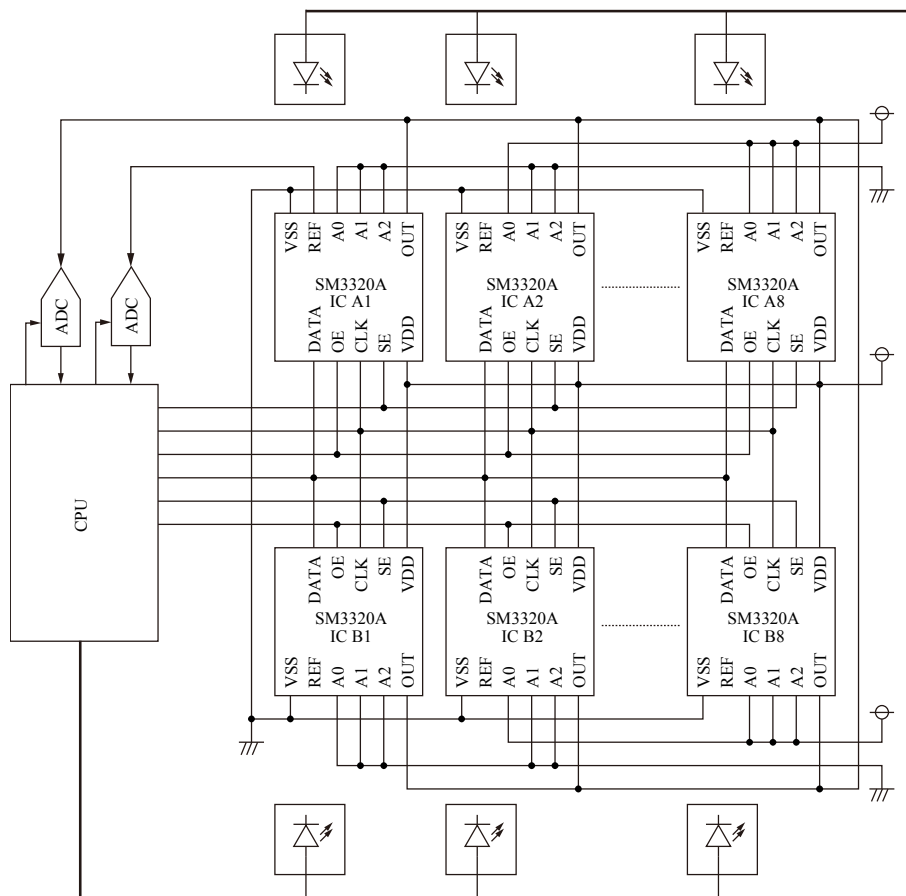 VSS REF A0 A1 A2 OUT
SM3320A
IC A1
DATA OE CLK SE VDD
VSS REF A0 A1 A2 OUT
SM3320A
IC A2
DATA OE CLK SE VDD
VSS REF A0 A1 A2 OUT
SM3320A
IC A8
DATA OE CLK SE VDD
ADC
ADC
CPU
DATA OE CLK SE VDD
SM3320A
IC B1
VSS REF A0 A1 A2 OUT
DATA OE CLK SE VDD
SM3320A
IC B2
VSS REF A0 A1 A2 OUT
DATA OE CLK SE VDD
SM3320A
IC B8
VSS REF A0 A1 A2 OUT